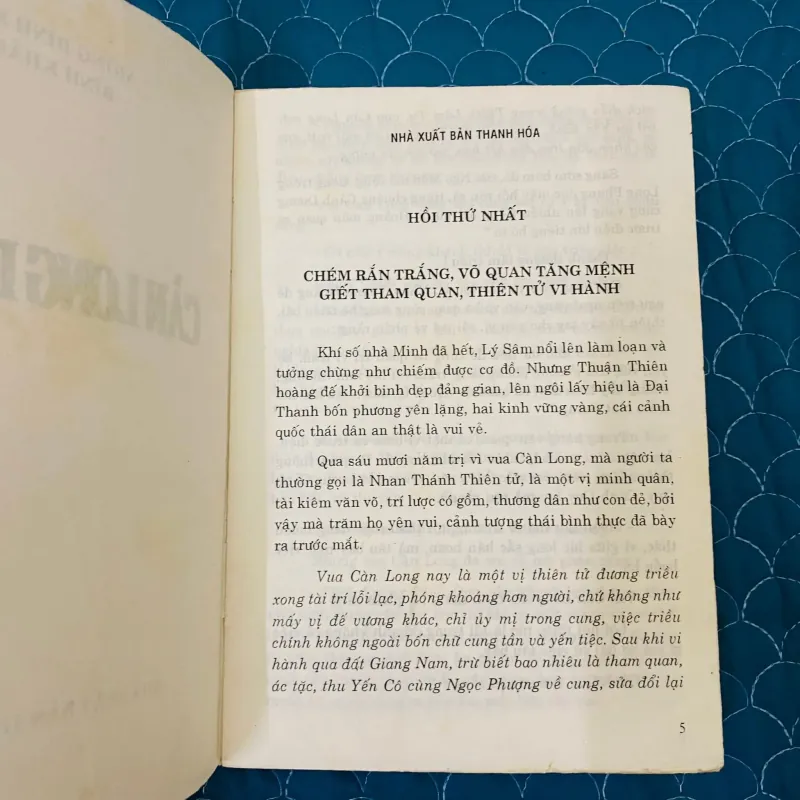 CÀN LONG
NHÀ XUẤT BẢN THANH HÓA
HỒI THỨ NHẤT
CHÉM RẮN TRẮNG, VÕ QUAN TĂNG MỆNH
GIẾT THAM QUAN, THIÊN TỬ VI HÀNH
Khí số nhà Minh đã hết, Lý Sâm nổi lên làm loạn và
tưởng chừng như chiếm được cơ đồ. Nhưng Thuận Thiên
hoàng đế khởi binh dẹp đảng gian, lên ngôi lấy hiệu là Đại
Thanh bốn phương yên lặng, hai kinh vững vàng, cái cảnh
quốc thái dân an thật là vui vẻ.
Qua sáu mươi năm trị vì vua Càn Long, mà người ta
thường gọi là Nhan Thánh Thiên tử, là một vị minh quân,
tài kiêm văn võ, trí lược có gồm, thương dân như con đẻ, bởi
vậy mà trăm họ yên vui, cảnh tượng thái bình thực đã bày
ra trước mắt.
Vua Càn Long nay là một vị thiên tử đương triều
xong tài trí lỗi lạc, phóng khoáng hơn người, chứ không như
mấy vị đế vương khác, chỉ ủy mị trong cung, việc triều
chính không ngoài bốn chữ cung tần và yến tiệc. Sau khi vi
hành qua đất Giang Nam, trừ biết bao nhiêu là tham quan,
ác tặc, thu Yến Cô cùng Ngọc Phượng về cung, sửa đổi lại
5